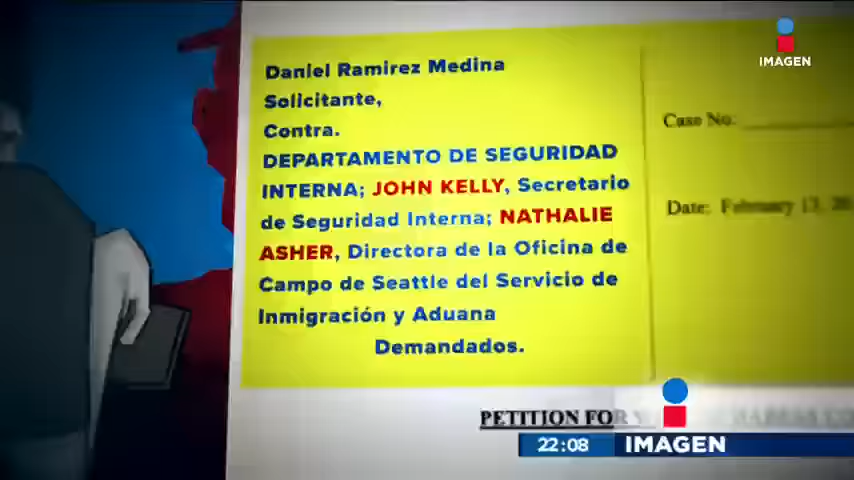 IMAGEN
Daniel Ramirez Medina
Solicitante,
Contra.
DEPARTAMENTO DE SEGURIDAD
INTERNA; JOHN KELLY, Secretario
de Seguridad Interna; NATHALIE
ASHER, Directora de la Oficina de
Campo de Seattle del Servicio de
Inmigración y Aduana
Demandados.
Case No.
Date: February 13, 20
PETITION FOR
22:08 IMAGEN